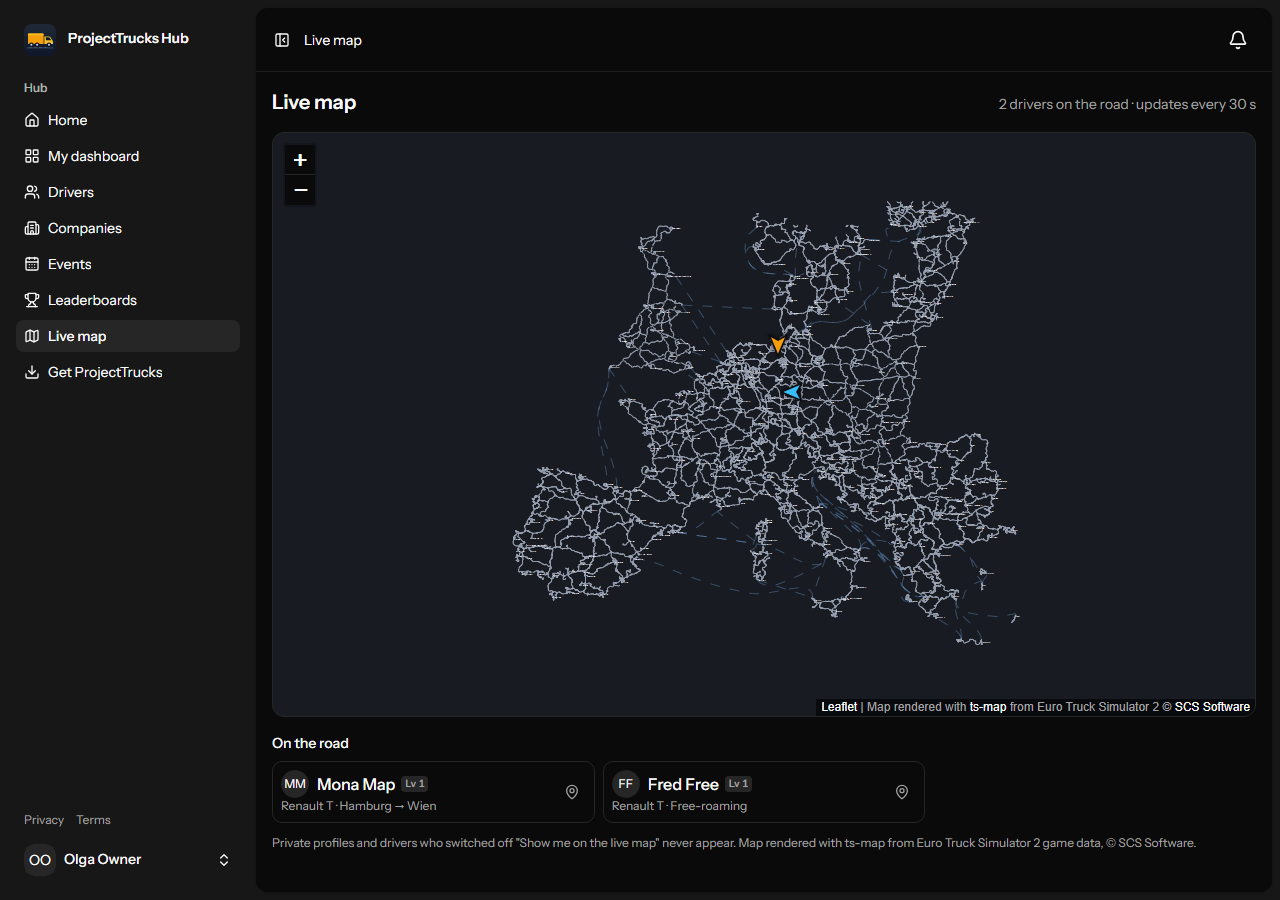 ProjectTrucks Hub
Hub
Home
My dashboard
Drivers
Companies
Events
Leaderboards
Live map
Get ProjectTrucks
Privacy Terms
OO Olga Owner
Live map
Live map
2 drivers on the road · updates every 30 s
+
−
Leaflet | Map rendered with ts-map from Euro Truck Simulator 2 © SCS Software
On the road
MM Mona Map Lv 1
Renault T · Hamburg → Wien
FF Fred Free Lv 1
Renault T · Free-roaming
Private profiles and drivers who switched off "Show me on the live map" never appear. Map rendered with ts-map from Euro Truck Simulator 2 game data, © SCS Software.